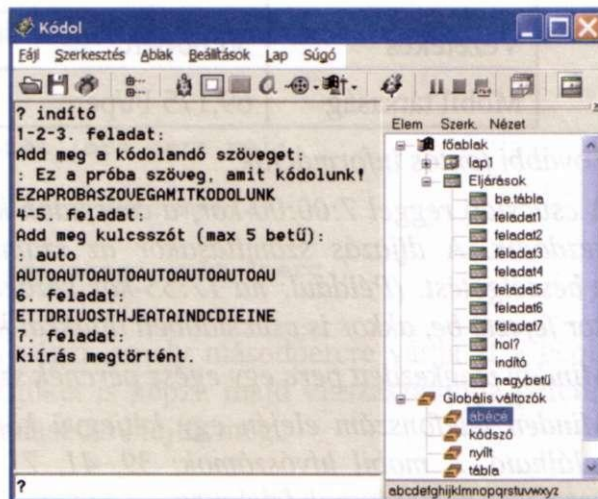 Kódol
Fájl Szerkesztés Ablak Beállítások Lap Súgó
? indító
1-2-3. feladat:
Add meg a kódolandó szöveget:
: Ez a próba szöveg, amit kódolunk!
EZAPROBASZOVEGAMITKODOLUNK
4-5. feladat:
Add meg kulcsszót (max 5 betű):
: auto
AUTOAUTOAUTOAUTOAUTOAUTOAU
6. feladat:
ETTDRIUOSTHJEATAINDCDIEINE
7. feladat:
Kiírás megtörtént.
?
Elem Szerk. Nézet
főablak
lap1
Eljárások
be.tábla
feladat1
feladat2
feladat3
feladat4
feladat5
feladat6
feladat7
hol?
indító
nagybetű
Globális változók
ábécé
kódszó
nyílt
tábla
abcdefghijklmnopqrstuvwxyz